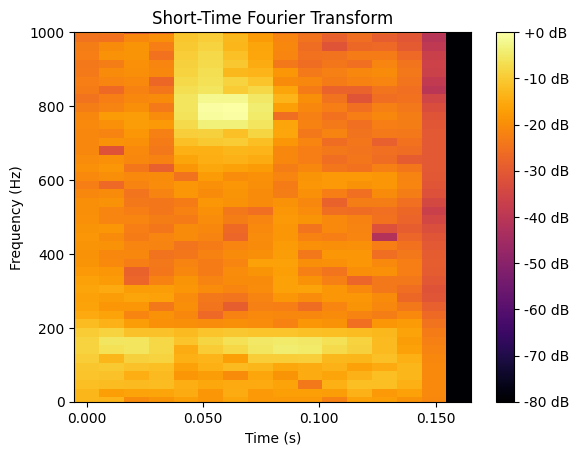 Short-Time Fourier Transform
1000
800
600
400
200
0
Frequency (Hz)
0.000
0.050
0.100
0.150
Time (s)
+0 dB
-10 dB
-20 dB
-30 dB
-40 dB
-50 dB
-60 dB
-70 dB
-80 dB